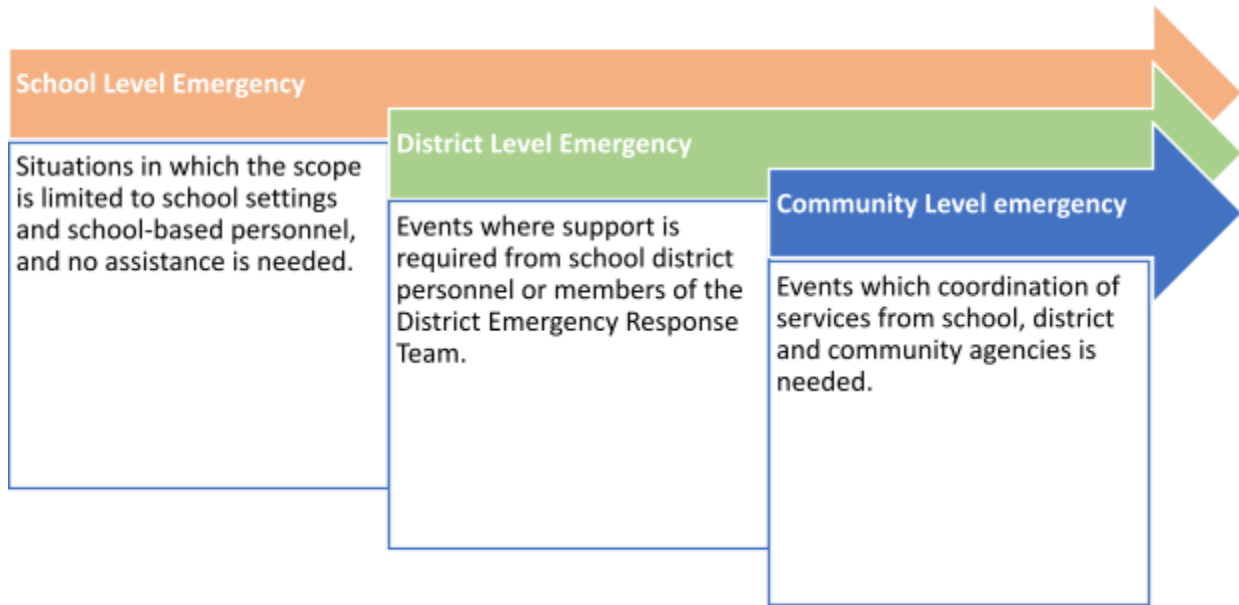 School Level Emergency
Situations in which the scope
is limited to school settings
and school-based personnel,
and no assistance is needed.
District Level Emergency
Events where support is
required from school district
personnel or members of the
District Emergency Response
Team.
Community Level emergency
Events which coordination of
services from school, district
and community agencies is
needed.